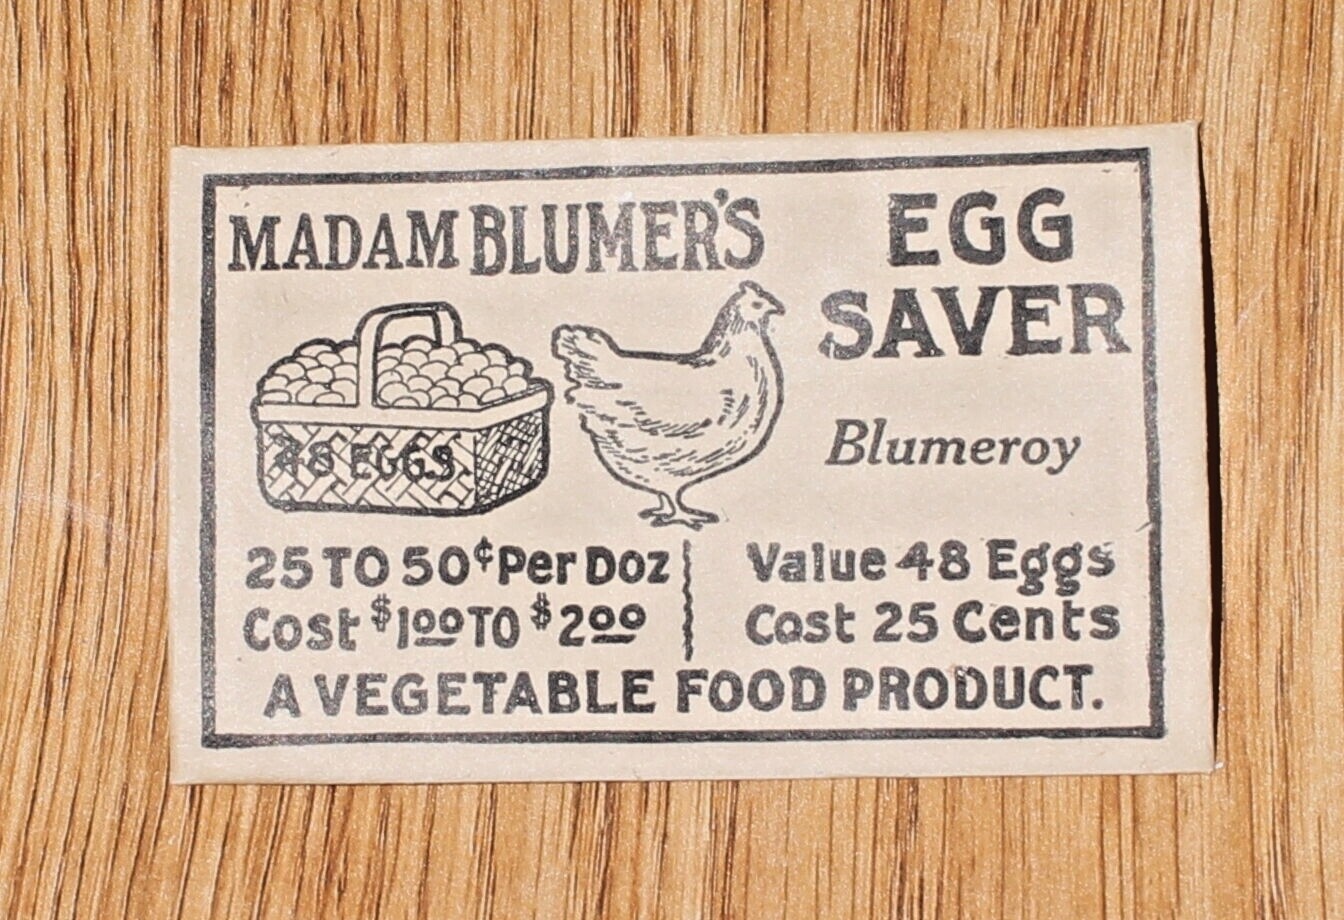 MADAM BLUMER'S
EGG
SAVER
Blumeroy
48 EGGS.
25 TO 50¢ Per Doz
Cost $1.00 TO $2.00
Value 48 Eggs
Cost 25 Cents
A VEGETABLE FOOD PRODUCT.